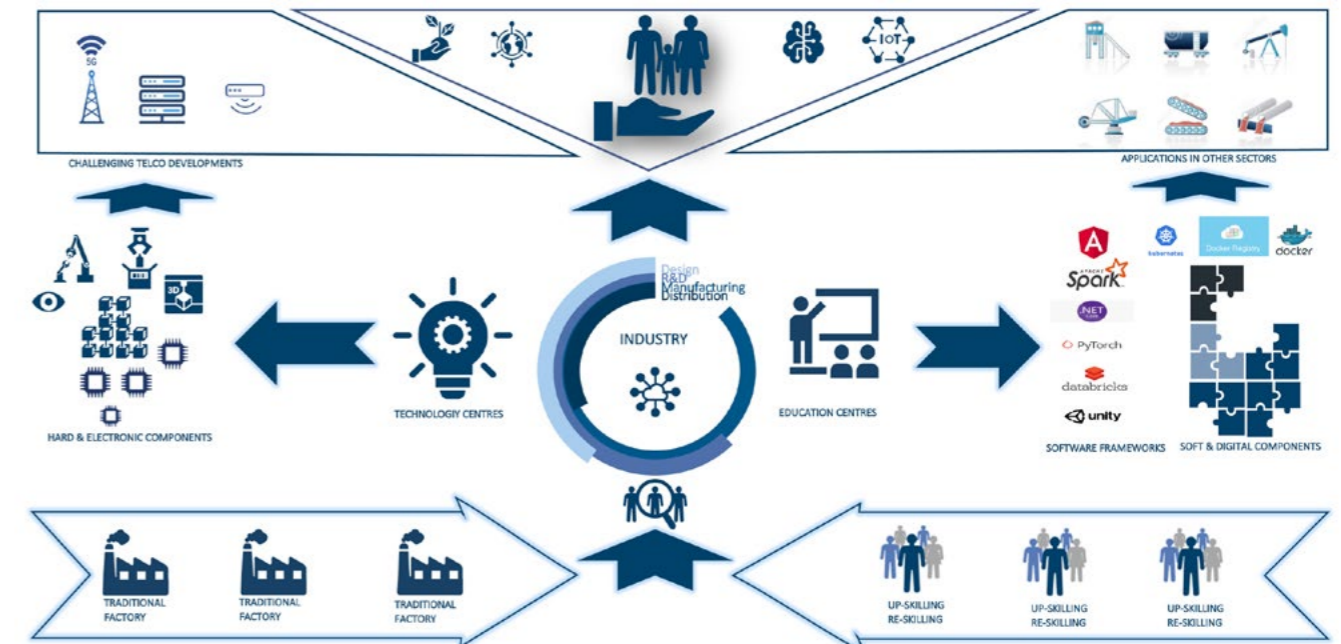 5G
IOT
CHALLENGING TELCO DEVELOPMENTS
APPLICATIONS IN OTHER SECTORS
3D
HARD & ELECTRONIC COMPONENTS
TECHNOLOGIY CENTRES
Design
R&D
Manufacturing
Distribution
INDUSTRY
EDUCATION CENTRES
APACHE
Spark
.NET
PyTorch
databricks
unity
kubernetes
Docker Registry
docker
SOFTWARE FRAMEWORKS
SOFT & DIGITAL COMPONENTS
TRADITIONAL
FACTORY
TRADITIONAL
FACTORY
TRADITIONAL
FACTORY
UP-SKILLING
RE-SKILLING
UP-SKILLING
RE-SKILLING
UP-SKILLING
RE-SKILLING